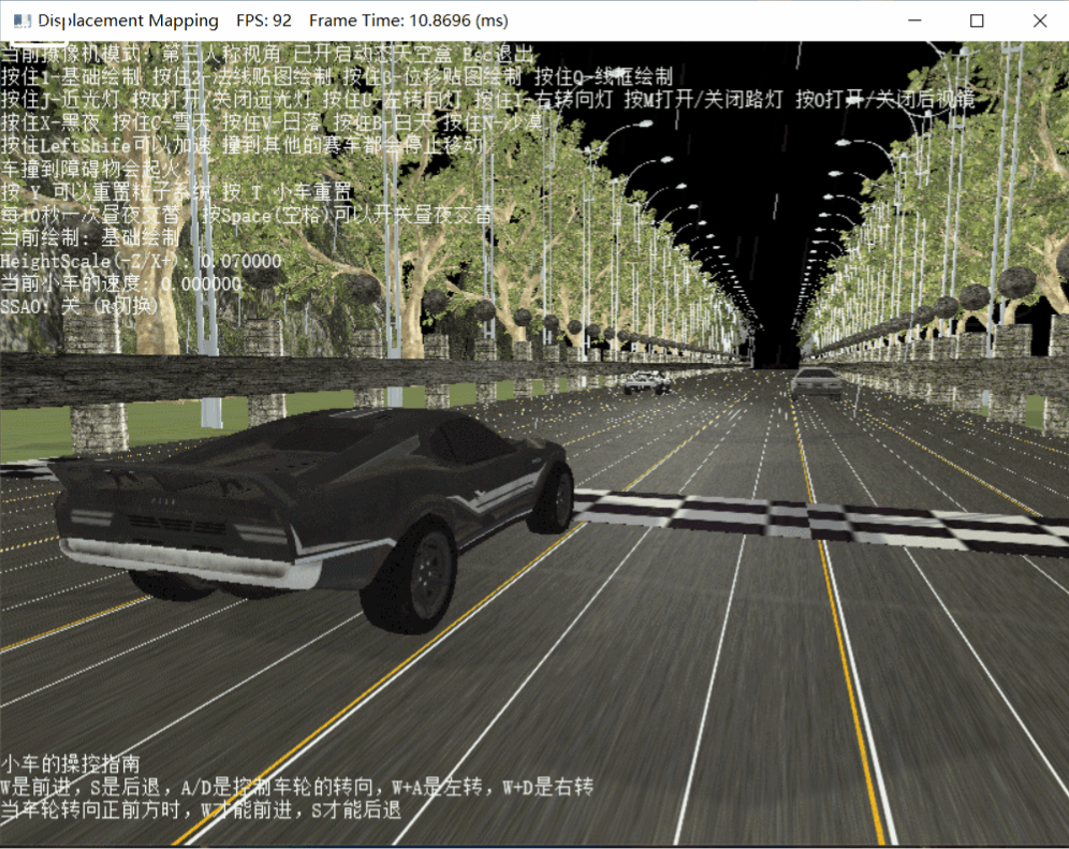 Displacement Mapping    FPS: 92    Frame Time: 10.8696 (ms)
当前摄像机模式: 第三人称视角 已开启动态天空盒 Esc退出
按住1-基础绘制 按住2-法线贴图绘制 按住3-位移贴图绘制 按住Q-线框绘制
按住J-近光灯 按K打开/关闭远光灯 按住U-左转向灯 按住I-右转向灯 按M打开/关闭路灯 按O打开/关闭后视镜
按住X-黑夜 按住C-雪天 按住V-日落 按住B-白天 按住N-沙漠
按住LeftShife可以加速 撞到其他的赛车都会停止移动
车撞到障碍物会起火。
按 Y 可以重置粒子系统 按 T 小车重置
每10秒一次昼夜交替，按Space(空格)可以开关昼夜交替
当前绘制: 基础绘制
HeightScale(-Z/X+): 0.070000
当前小车的速度: 0.000000
SSAO: 关 (R切换)
小车的操控指南
W是前进，S是后退，A/D是控制车轮的转向，W+A是左转，W+D是右转
当车轮转向正前方时，W才能前进，S才能后退